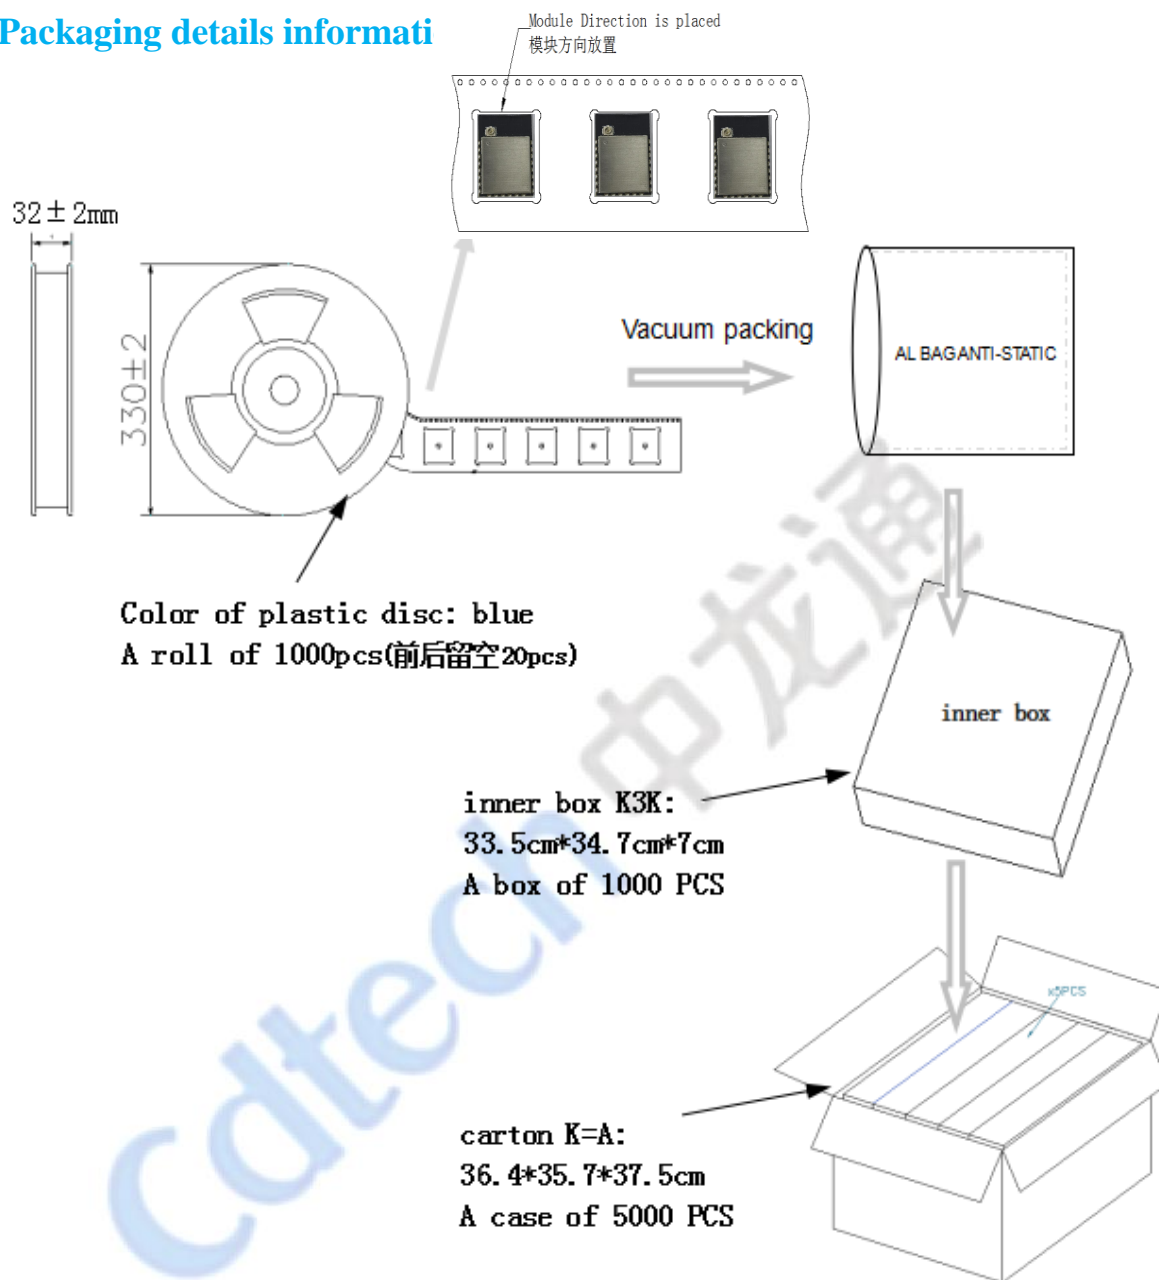 Packaging details informati
Module Direction is placed
模块方向放置
32±2mm
330±2
Vacuum packing
AL BAGANTI-STATIC
Color of plastic disc: blue
A roll of 1000pcs(前后留空20pcs)
inner box
inner box K3K:
33.5cm*34.7cm*7cm
A box of 1000 PCS
x5PCS
carton K=A:
36.4*35.7*37.5cm
A case of 5000 PCS
Cdtech 中龙通